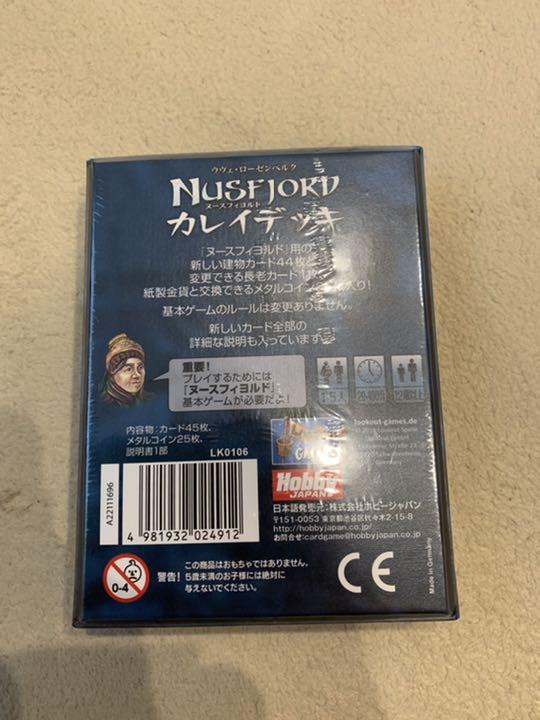 ウヴェ・ローゼンベルク
NUSFJORD
ヌースフィヨルド
カレイデッキ
「ヌースフィヨルド」用の
新しい建物カード44枚と
変更できる長老カード
紙製金貨と交換できるメタルコイン 入り!
基本ゲームのルールは変更ありません。
新しいカード全部の
詳細な説明も入っています
重要!
プレイするためには
「ヌースフィヨルド」
基本ゲームが必要だよ!
1-5人
12歳以上
内容物:カード45枚、
メタルコイン25枚、
説明書1部
LK0106
lookout-games.de
Germany
A22111696
4 981932 024912
Hobby
JAPAN
日本語発売元:株式会社ホビージャパン
〒151-0053 東京都渋谷区代々木2-15-8
http://hobbyjapan.co.jp/
お問合せ:cardgame@hobbyjapan.co.jp
0-4
この商品はおもちゃではありません。
警告! 5歳未満のお子様には絶対に
与えないでください。
CE
Made in Germany